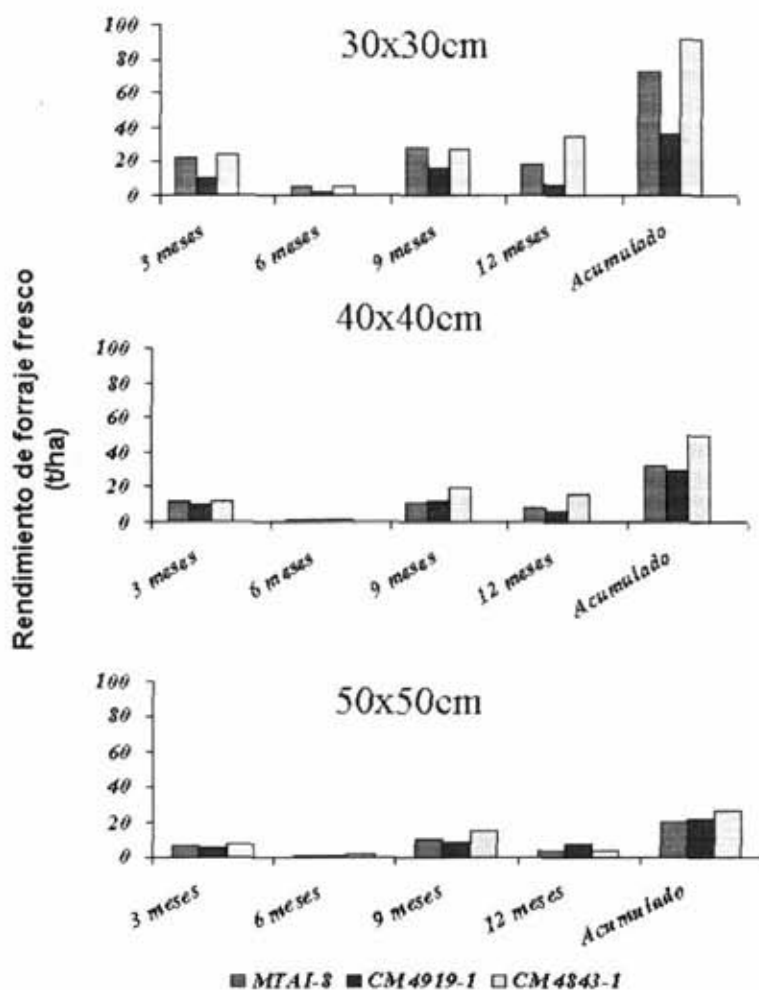 Rendimiento de forraje fresco
(t/ha)
30x30cm
100
80
60
40
20
0
3 meses
6 meses
9 meses
12 meses
Acumulado
40x40cm
100
80
60
40
20
0
3 meses
6 meses
9 meses
12 meses
Acumulado
50x50cm
100
80
60
40
20
0
3 meses
6 meses
9 meses
12 meses
Acumulado
MTAI-8 CM4919-1 CM4843-1